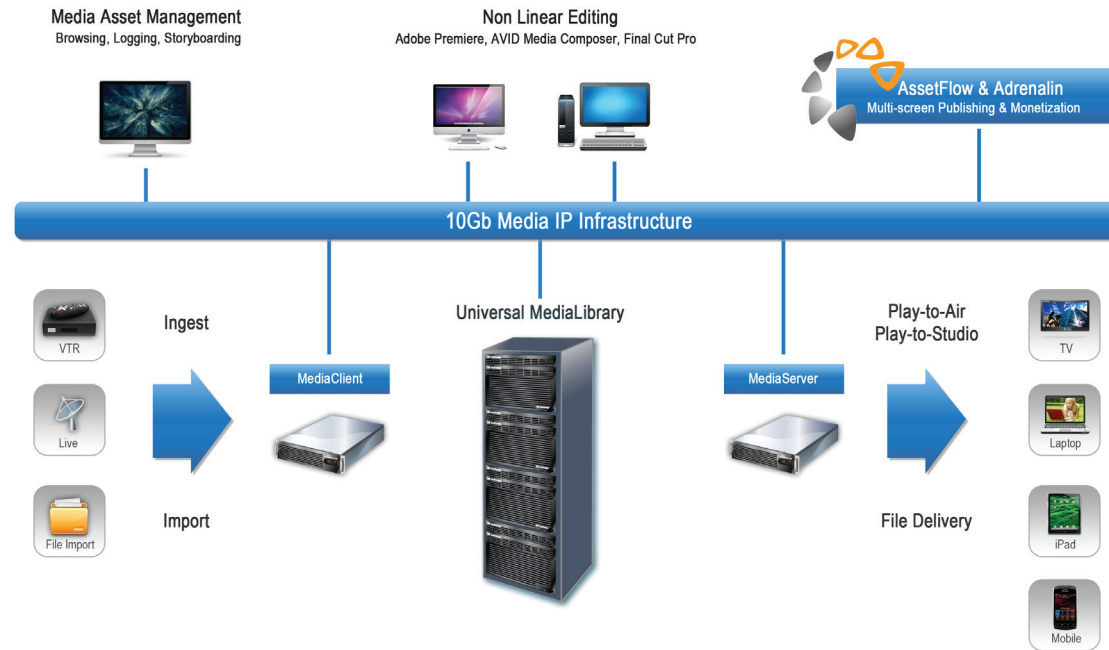 Media Asset Management
Browsing, Logging, Storyboarding
Non Linear Editing
Adobe Premiere, AVID Media Composer, Final Cut Pro
AssetFlow & Adrenalin
Multi-screen Publishing & Monetization
10Gb Media IP Infrastructure
VTR
Live
File Import
Ingest
Import
MediaClient
Universal MediaLibrary
MediaServer
Play-to-Air
Play-to-Studio
File Delivery
TV
Laptop
iPad
Mobile